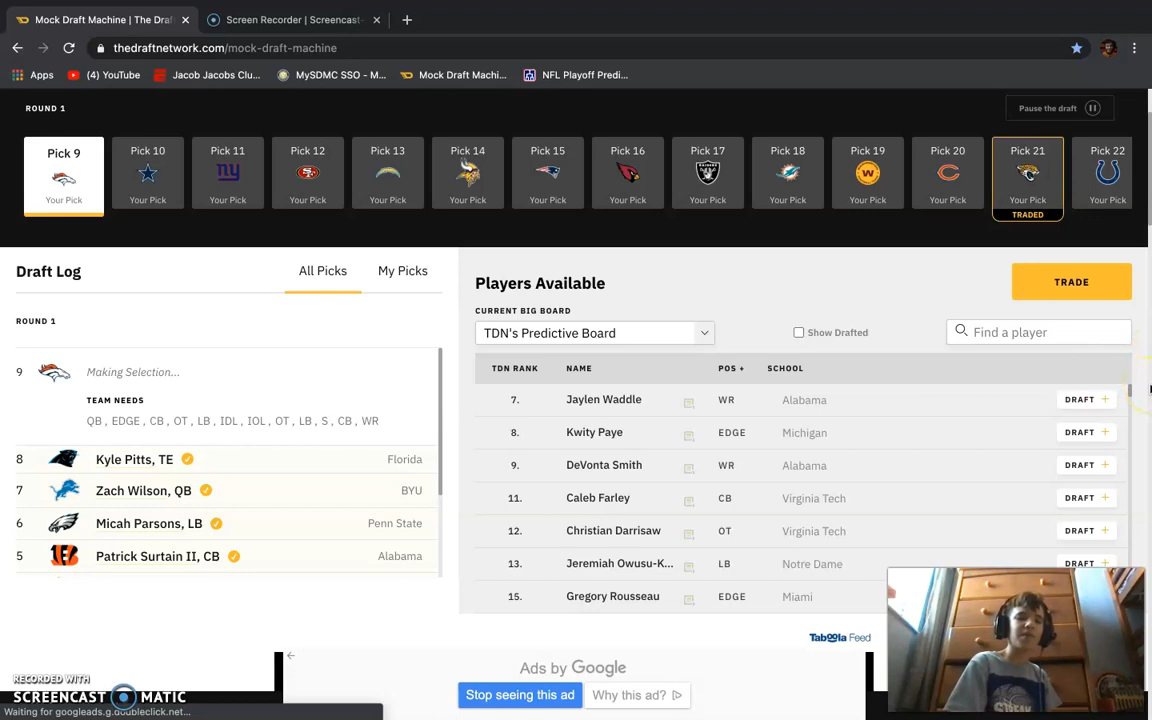 Mock Draft Machine | The Dra
Screen Recorder | Screencast-
thedraftnetwork.com/mock-draft-machine
Apps
(4) YouTube
Jacob Jacobs Clu...
MySDMC SSO - M...
Mock Draft Machi...
NFL Playoff Predi...
ROUND 1
Pause the draft
Pick 9
Pick 10
Pick 11
Pick 12
Pick 13
Pick 14
Pick 15
Pick 16
Pick 17
Pick 18
Pick 19
Pick 20
Pick 21
Pick 22
Your Pick
Your Pick
Your Pick
Your Pick
Your Pick
Your Pick
Your Pick
Your Pick
Your Pick
Your Pick
Your Pick
Your Pick
Your Pick
Your Pick
TRADED
Draft Log
All Picks
My Picks
ROUND 1
9 Making Selection...
TEAM NEEDS
QB , EDGE , CB , OT , LB , IDL , IOL , OT , LB , S , CB , WR
8 Kyle Pitts, TE Florida
7 Zach Wilson, QB BYU
6 Micah Parsons, LB Penn State
5 Patrick Surtain II, CB Alabama
Players Available
TRADE
CURRENT BIG BOARD
TDN's Predictive Board
Show Drafted
Find a player
TDN RANK NAME POS + SCHOOL
7. Jaylen Waddle WR Alabama DRAFT +
8. Kwity Paye EDGE Michigan DRAFT +
9. DeVonta Smith WR Alabama DRAFT +
11. Caleb Farley CB Virginia Tech DRAFT +
12. Christian Darrisaw OT Virginia Tech DRAFT +
13. Jeremiah Owusu-K... LB Notre Dame DRAFT +
15. Gregory Rousseau EDGE Miami
Taboola Feed
Ads by Google
Stop seeing this ad
Why this ad?
RECORDED WITH
SCREENCAST MATIC
Waiting for googleads.g.doubleclick.net...